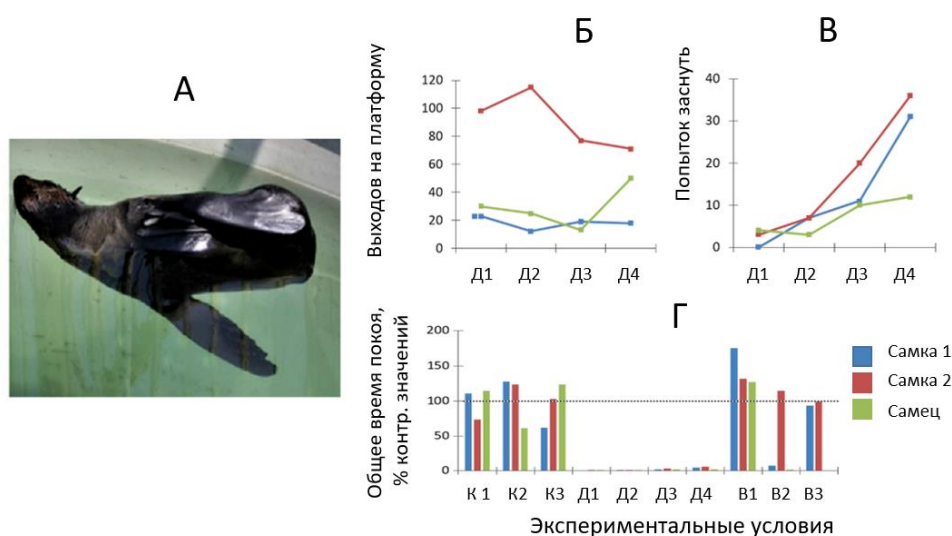 А
Б
Выходов на платформу
120
100
80
60
40
20
0
Д1 Д2 Д3 Д4
В
Попыток заснуть
40
30
20
10
0
Д1 Д2 Д3 Д4
Г
Общее время покоя,
% контр. значений
200
150
100
50
0
К 1 К2 К3 Д1 Д2 Д3 Д4 В1 В2 В3
Экспериментальные условия
Самка 1
Самка 2
Самец